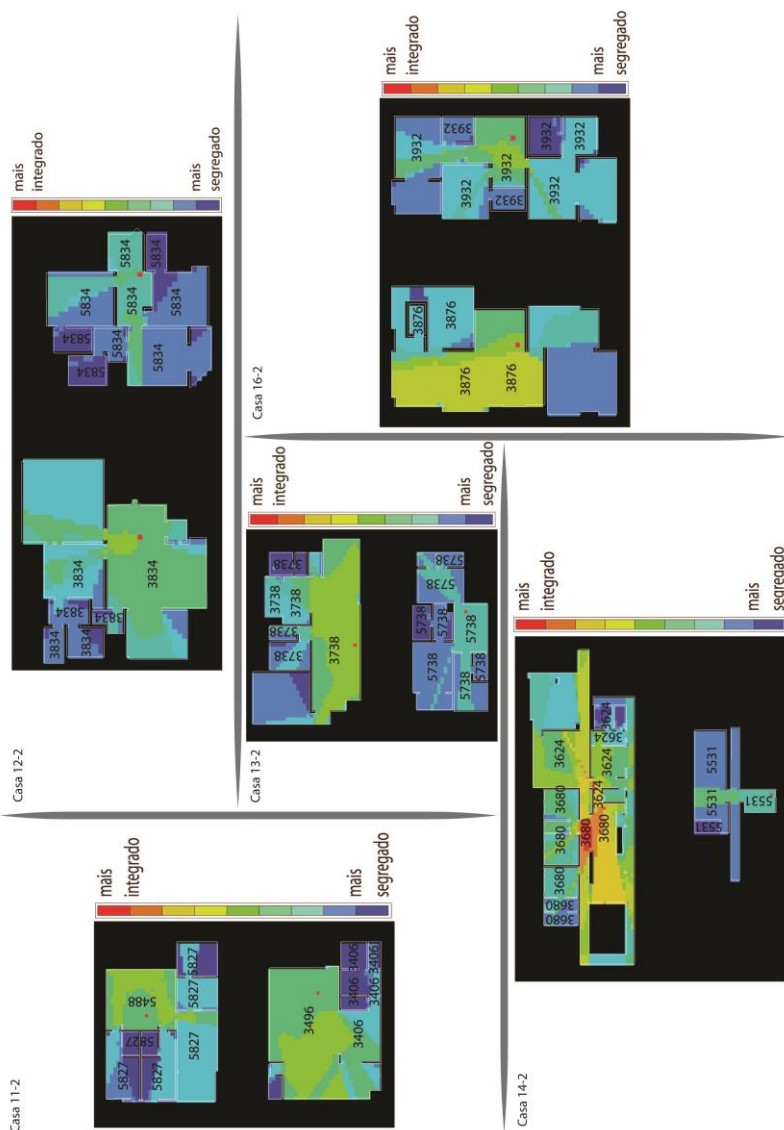 Casa 12-2
3834
3834
3834
3834
3834
3834
5834
5834
5834
5834
5834
5834
5834
5834
5834
mais
integrado
mais
segregado
Casa 16-2
3876
3876
3876
3876
3932
3932
3932
3932
3932
3932
3932
3932
mais
integrado
mais
segregado
Casa 13-2
3738
3738
3738
3738
3738
3738
5738
5738
5738
5738
5738
5738
5738
mais
integrado
mais
segregado
Casa 11-2
5488
5827
5827
5827
5827
5827
5827
3496
3406
3406
3406
3406
mais
integrado
mais
segregado
Casa 14-2
3624
3624
3624
3624
3680
3680
3680
3680
3680
3680
3680
5531
5531
5531
5531
mais
integrado
mais
segregado